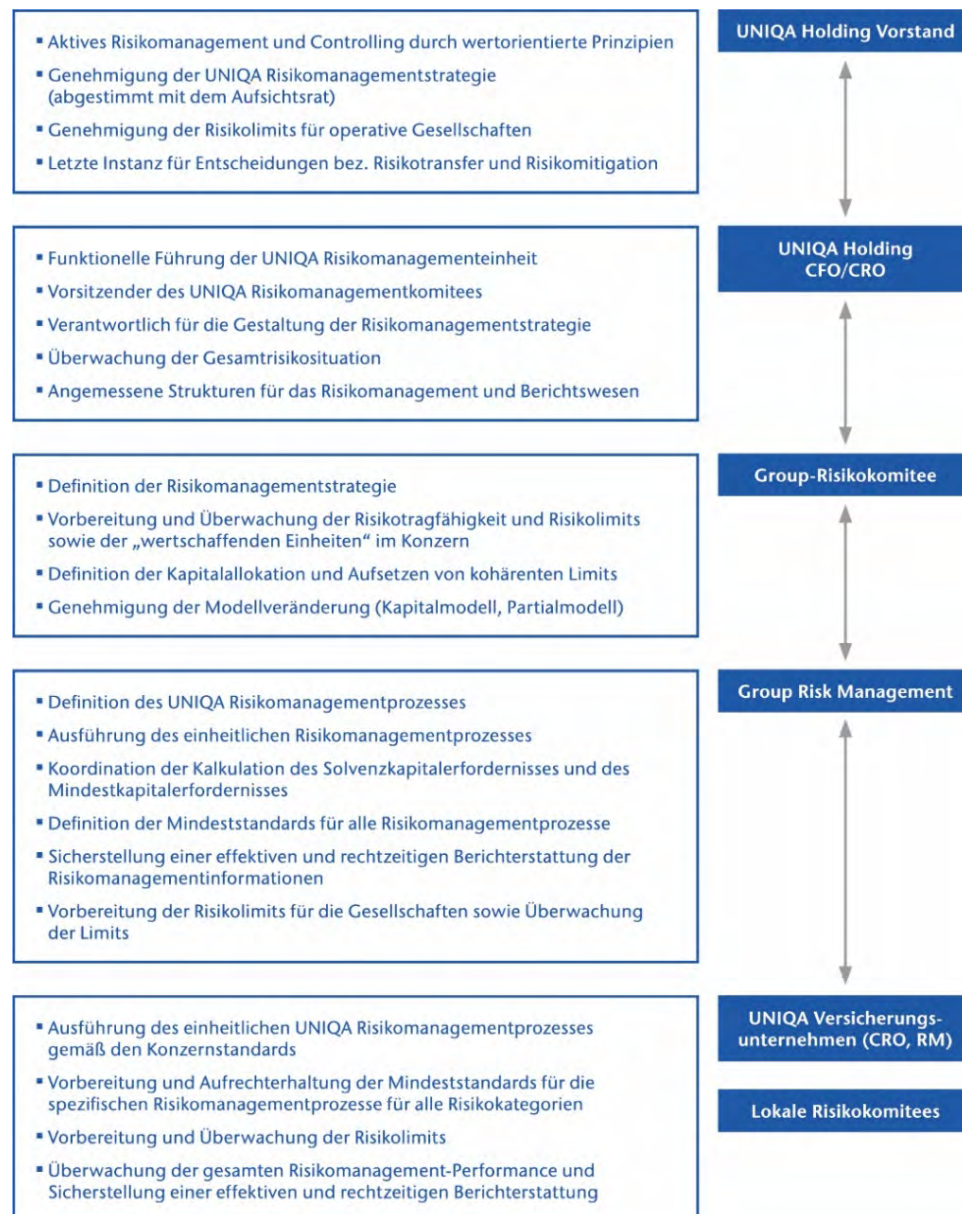 ▪ Aktives Risikomanagement und Controlling durch wertorientierte Prinzipien
▪ Genehmigung der UNIQA Risikomanagementstrategie
(abgestimmt mit dem Aufsichtsrat)
▪ Genehmigung der Risikolimits für operative Gesellschaften
▪ Letzte Instanz für Entscheidungen bez. Risikotransfer und Risikomitigation
UNIQA Holding Vorstand
▪ Funktionelle Führung der UNIQA Risikomanagementeinheit
▪ Vorsitzender des UNIQA Risikomanagementkomitees
▪ Verantwortlich für die Gestaltung der Risikomanagementstrategie
▪ Überwachung der Gesamtrisikosituation
▪ Angemessene Strukturen für das Risikomanagement und Berichtswesen
UNIQA Holding
CFO/CRO
▪ Definition der Risikomanagementstrategie
▪ Vorbereitung und Überwachung der Risikotragfähigkeit und Risikolimits
sowie der „wertschaffenden Einheiten“ im Konzern
▪ Definition der Kapitalallokation und Aufsetzen von kohärenten Limits
▪ Genehmigung der Modellveränderung (Kapitalmodell, Partialmodell)
Group-Risikokomitee
▪ Definition des UNIQA Risikomanagementprozesses
▪ Ausführung des einheitlichen Risikomanagementprozesses
▪ Koordination der Kalkulation des Solvenzkapitalerfordernisses und des
Mindestkapitalerfordernisses
▪ Definition der Mindeststandards für alle Risikomanagementprozesse
▪ Sicherstellung einer effektiven und rechtzeitigen Berichterstattung der
Risikomanagementinformationen
▪ Vorbereitung der Risikolimits für die Gesellschaften sowie Überwachung
der Limits
Group Risk Management
▪ Ausführung des einheitlichen UNIQA Risikomanagementprozesses
gemäß den Konzernstandards
▪ Vorbereitung und Aufrechterhaltung der Mindeststandards für die
spezifischen Risikomanagementprozesse für alle Risikokategorien
▪ Vorbereitung und Überwachung der Risikolimits
▪ Überwachung der gesamten Risikomanagement-Performance und
Sicherstellung einer effektiven und rechtzeitigen Berichterstattung
UNIQA Versicherungs-
unternehmen (CRO, RM)
Lokale Risikokomitees